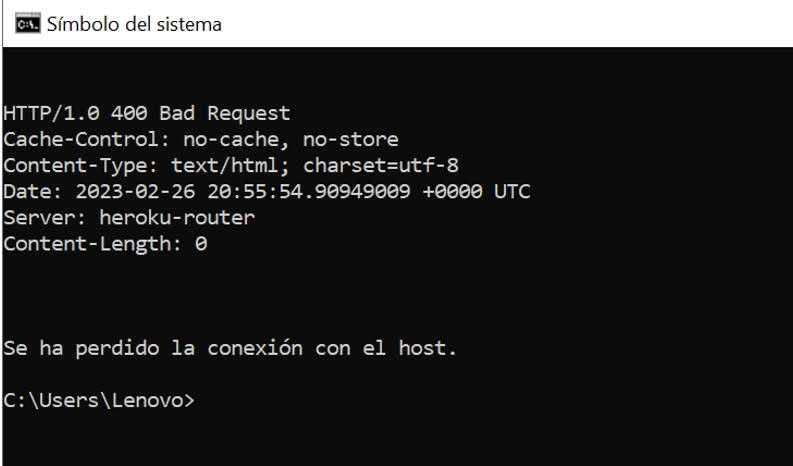 Símbolo del sistema
HTTP/1.0 400 Bad Request
Cache-Control: no-cache, no-store
Content-Type: text/html; charset=utf-8
Date: 2023-02-26 20:55:54.90949009 +0000 UTC
Server: heroku-router
Content-Length: 0
Se ha perdido la conexión con el host.
C:\Users\Lenovo>